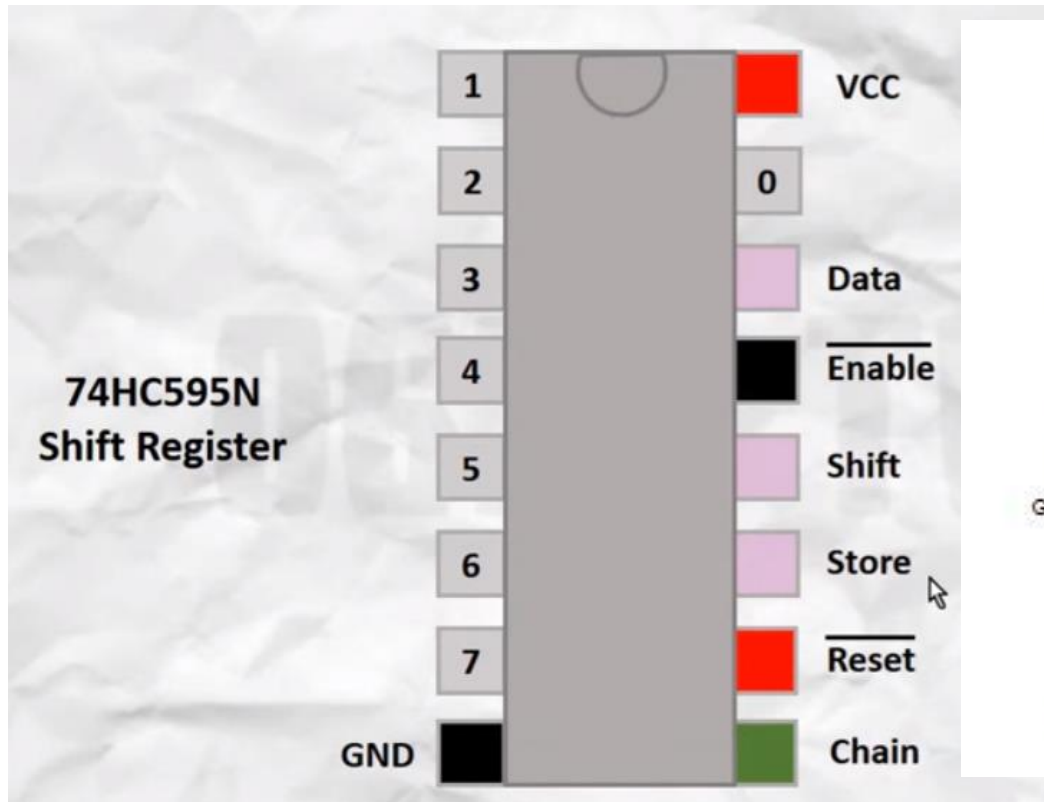 1
VCC
2
0
3
Data
4
Enable
74HC595N
Shift Register
5
Shift
6
Store
7
Reset
GND
Chain